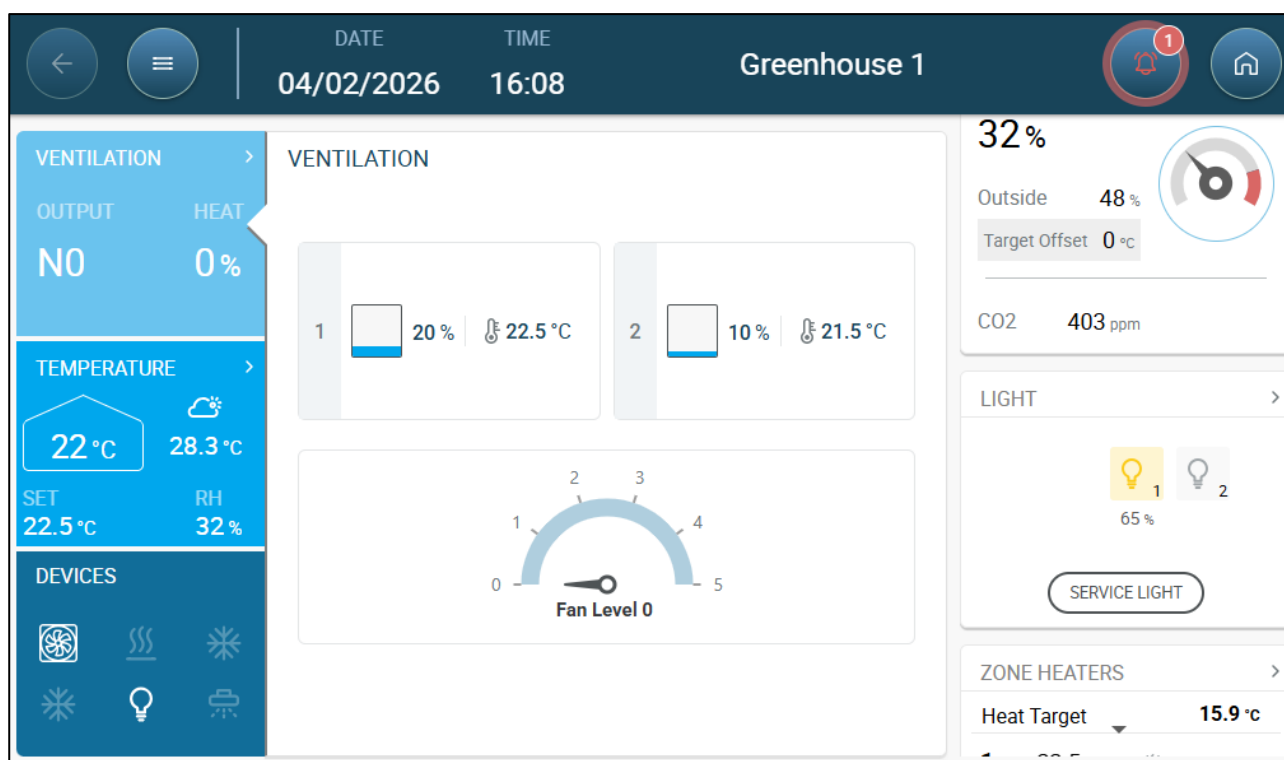 DATE TIME
04/02/2026 16:08
Greenhouse 1
1
VENTILATION
OUTPUT HEAT
N0 0 %
TEMPERATURE
22 °C 28.3 °C
SET RH
22.5 °C 32 %
DEVICES
VENTILATION
1 20 % 22.5 °C
2 10 % 21.5 °C
0 1 2 3 4 5
Fan Level 0
32 %
Outside 48 %
Target Offset 0 °C
CO2 403 ppm
LIGHT
1 2
65 %
SERVICE LIGHT
ZONE HEATERS
Heat Target 15.9 °C